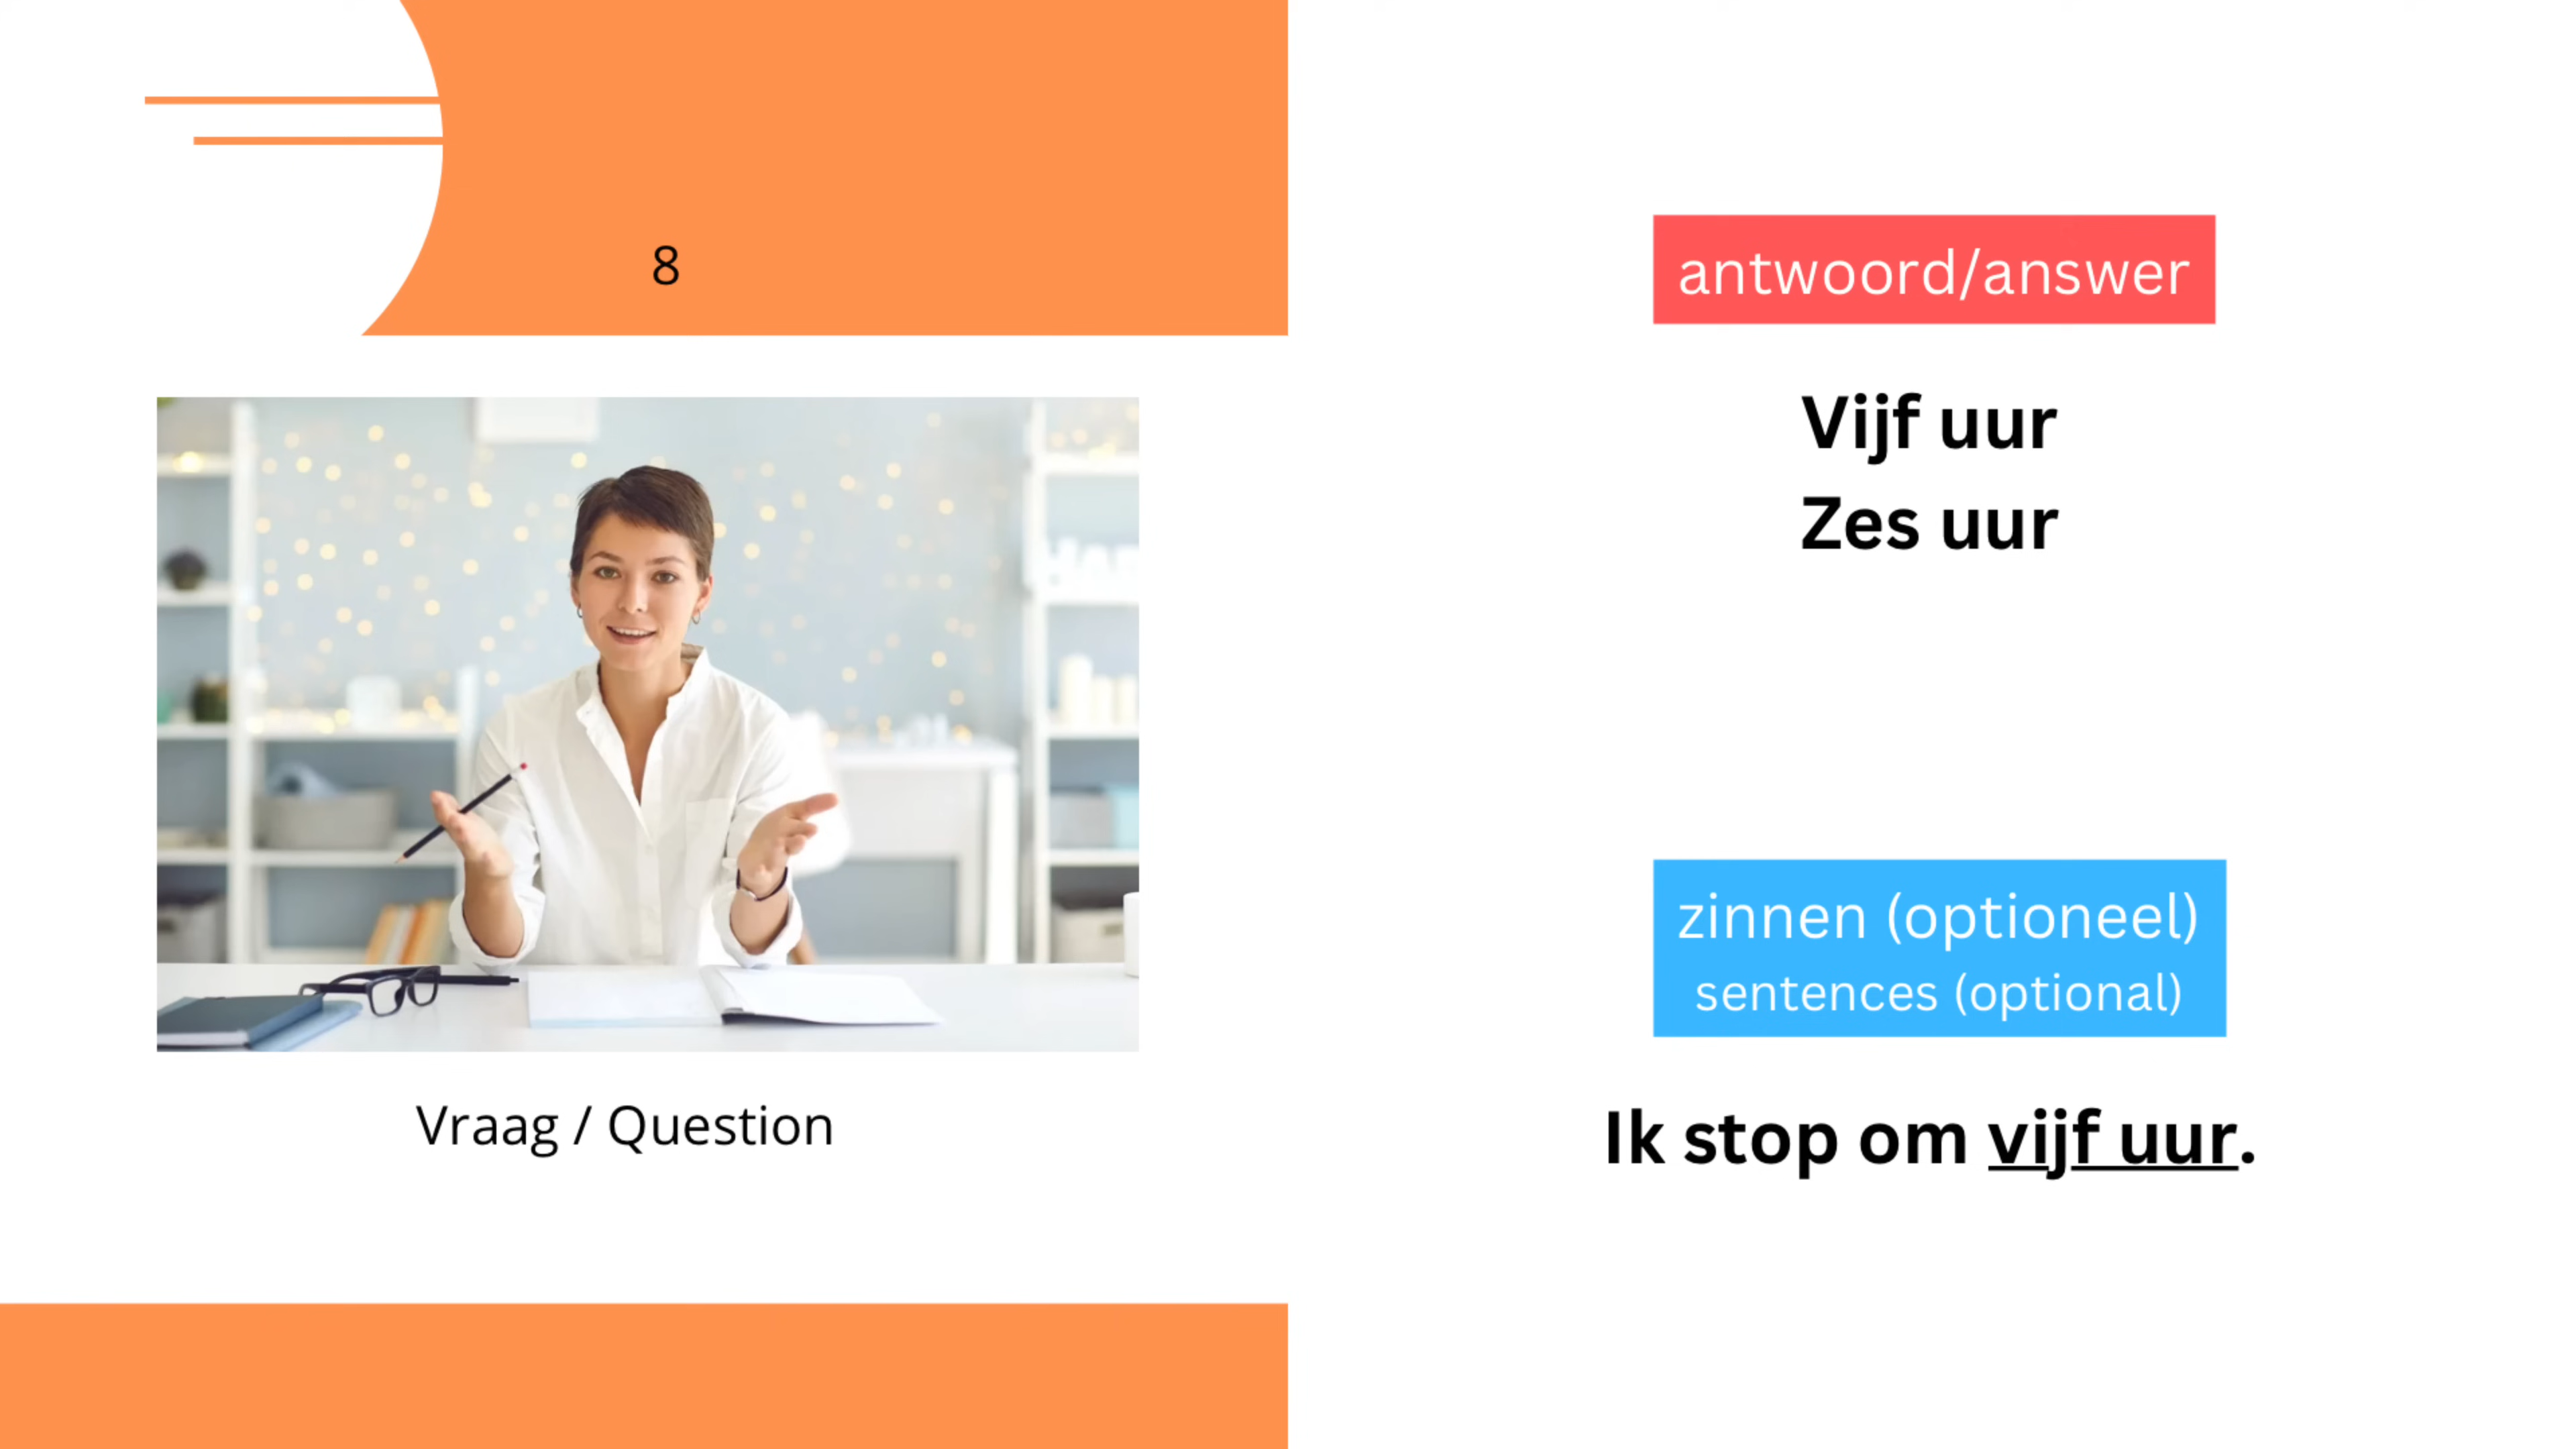 8
Vraag / Question
antwoord/answer
Vijf uur
Zes uur
zinnen (optioneel)
sentences (optional)
Ik stop om vijf uur.